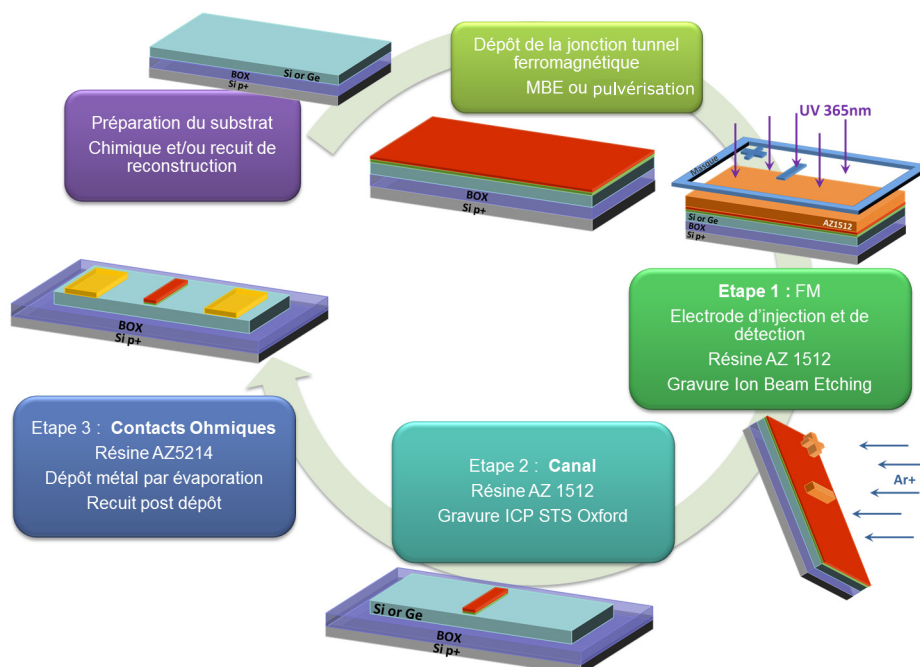 Si or Ge
BOX
Si p+
Préparation du substrat
Chimique et/ou recuit de
reconstruction
Dépôt de la jonction tunnel
ferromagnétique
MBE ou pulvérisation
BOX
Si p+
UV 365nm
Masque
AZ1512
Si or Ge
BOX
Si p+
Etape 1 : FM
Electrode d’injection et de
détection
Résine AZ 1512
Gravure Ion Beam Etching
Ar+
Etape 2 : Canal
Résine AZ 1512
Gravure ICP STS Oxford
Si or Ge
BOX
Si p+
Etape 3 : Contacts Ohmiques
Résine AZ5214
Dépôt métal par évaporation
Recuit post dépôt
BOX
Si p+